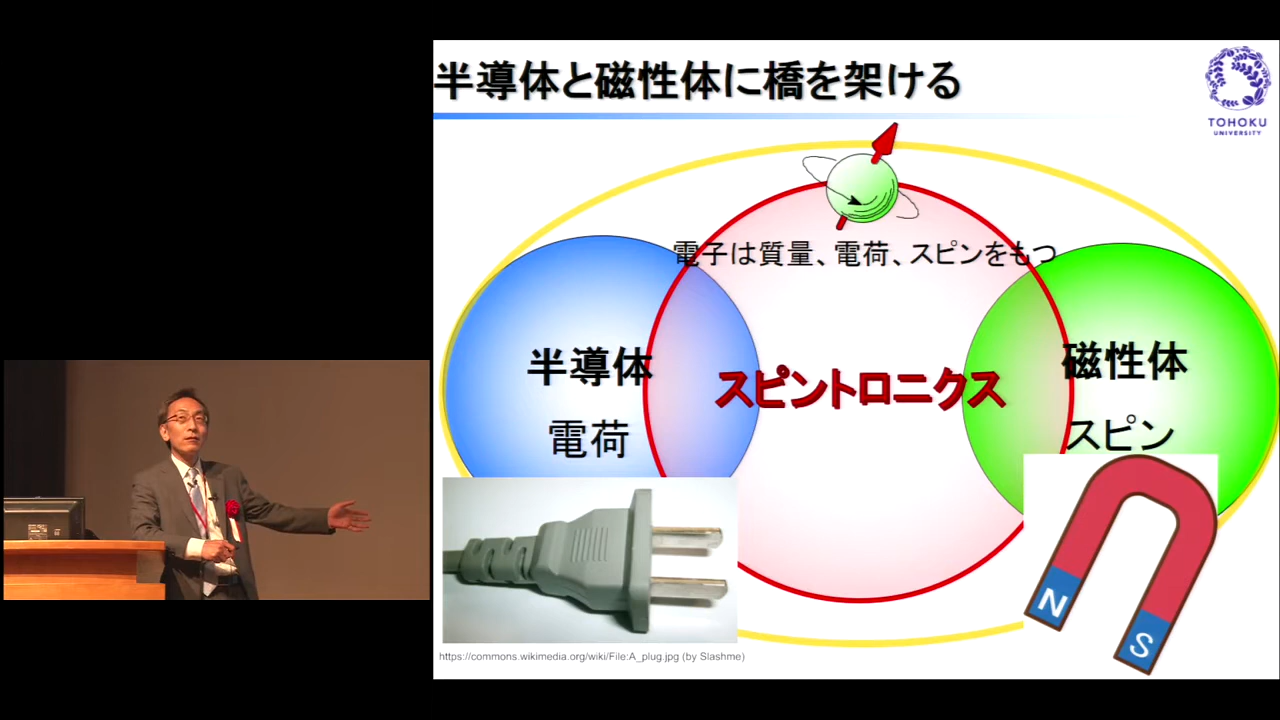 半導体と磁性体に橋を架ける
TOHOKU
UNIVERSITY
電子は質量、電荷、スピンをもつ
半導体
電荷
スピントロニクス
磁性体
スピン
N
S
https://commons.wikimedia.org/wiki/File:A_plug.jpg (by Slashme)